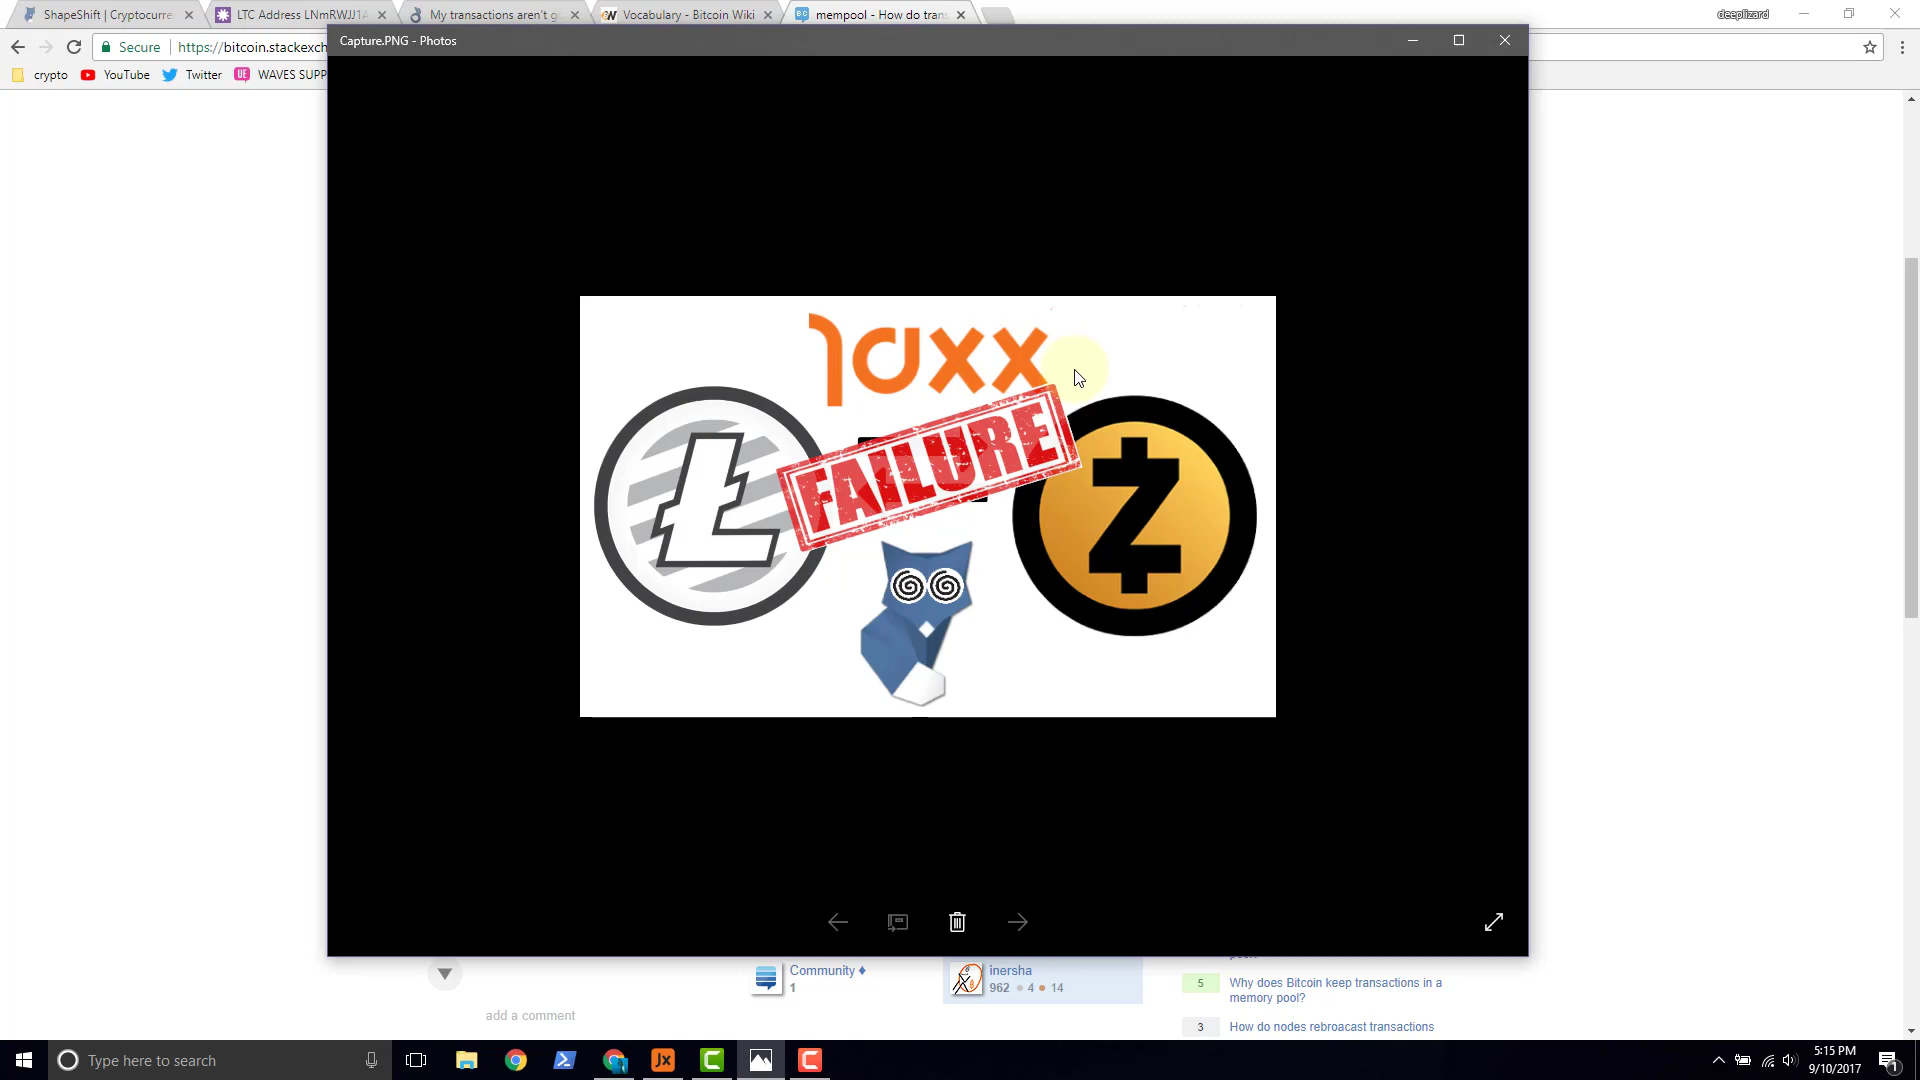 ShapeShift | Cryptocurre
LTC Address LNmRWJJ1A
My transactions aren't g
Vocabulary - Bitcoin Wiki
mempool - How do tran
deeplizard
Secure
https://bitcoin.stackexch
crypto
YouTube
Twitter
WAVES SUPP
Capture.PNG - Photos
Jaxx
FAILURE
Community ♦
1
inersha
962 4 14
add a comment
5
Why does Bitcoin keep transactions in a
memory pool?
3
How do nodes rebroacast transactions
Type here to search
5:15 PM
9/10/2017
1